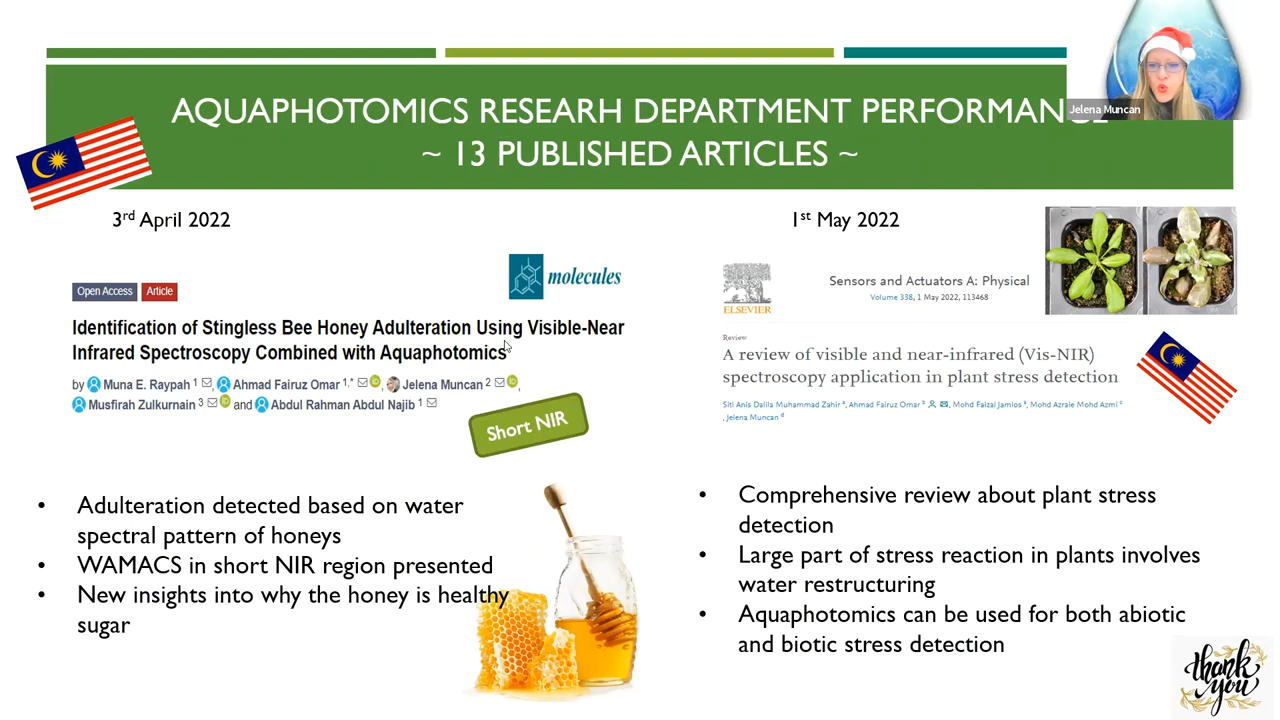 AQUAPHOTOMICS RESEARH DEPARTMENT PERFORMANCE
~ 13 PUBLISHED ARTICLES ~
Jelena Muncan
3rd April 2022
molecules
Open Access Article
Identification of Stingless Bee Honey Adulteration Using Visible-Near
Infrared Spectroscopy Combined with Aquaphotomics
by Muna E. Raypah 1, Ahmad Fairuz Omar 1,* iD, Jelena Muncan 2 iD,
Musfirah Zulkurnain 3 iD and Abdul Rahman Abdul Najib 1
Short NIR
• Adulteration detected based on water
spectral pattern of honeys
• WAMACS in short NIR region presented
• New insights into why the honey is healthy
sugar
1st May 2022
ELSEVIER
Sensors and Actuators A: Physical
Volume 338, 1 May 2022, 113468
Review
A review of visible and near-infrared (Vis-NIR)
spectroscopy application in plant stress detection
Siti Anis Dalila Muhammad Zahir a, Ahmad Fairuz Omar b, Mohd Faizal Jamlos a, Mohd Azraie Mohd Azmi c
, Jelena Muncan d
• Comprehensive review about plant stress
detection
• Large part of stress reaction in plants involves
water restructuring
• Aquaphotomics can be used for both abiotic
and biotic stress detection
thank
you